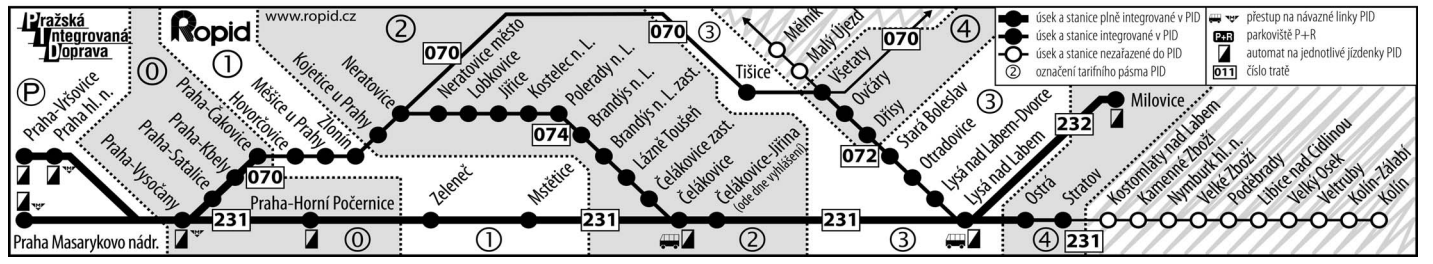 Pražská
Integrovaná
Doprava
Ropid
www.ropid.cz
P
0
1
2
3
4
Praha-Vršovice
Praha hl. n.
Praha Masarykovo nádr.
Praha-Vysočany
Praha-Satalice
Praha-Kbely
Praha-Čakovice
Hovorčovice
Měšice u Prahy
Zlonín
Kojetice u Prahy
Neratovice
070
070
070
070
Neratovice město
Lobkovice
Jiřice
Kostelec n. L.
Polerady n. L.
Brandýs n. L.
Brandýs n. L. zast.
Lázně Toušeň
Čelákovice zast.
Čelákovice
Čelákovice-Jiřina
(ode dne vyhlášení)
074
Tišice
Mělník
Malý Újezd
Všetaty
Ovčáry
Dřísy
Stará Boleslav
Otradovice
Lysá nad Labem-Dvorce
Lysá nad Labem
072
3
232
Milovice
231
Praha-Horní Počernice
0
Zeleneč
1
Mstětice
231
2
231
3
Ostrá
Stratov
4
231
Kostomlaty nad Labem
Kamenné Zboží
Nymburk hl. n.
Velké Zboží
Poděbrady
Libice nad Cidlinou
Velký Osek
Veltruby
Kolín-Zálabí
Kolín
úsek a stanice plně integrované v PID
úsek a stanice integrované v PID
úsek a stanice nezařazené do PID
2 označení tarifního pásma PID
přestup na návazné linky PID
P+R parkoviště P+R
automat na jednotlivé jízdenky PID
011 číslo tratě